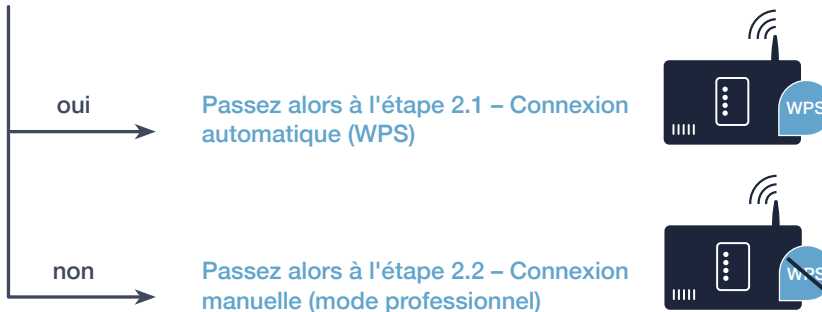 oui
Passez alors à l'étape 2.1 – Connexion
automatique (WPS)
WPS
non
Passez alors à l'étape 2.2 – Connexion
manuelle (mode professionnel)
WPS